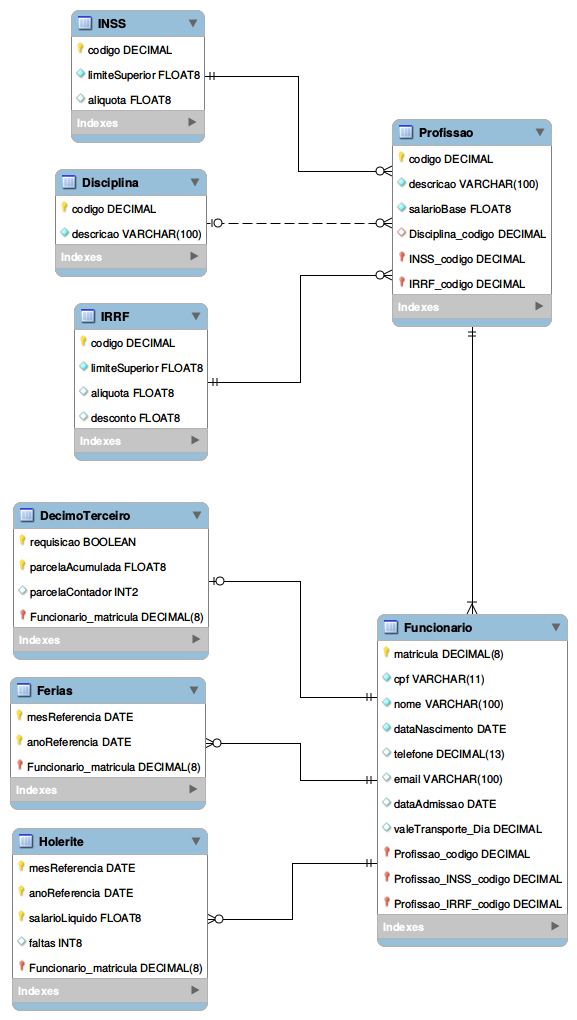 INSS
codigo DECIMAL
limiteSuperior FLOAT8
aliquota FLOAT8
Indexes
Disciplina
codigo DECIMAL
descricao VARCHAR(100)
Indexes
IRRF
codigo DECIMAL
limiteSuperior FLOAT8
aliquota FLOAT8
desconto FLOAT8
Indexes
Profissao
codigo DECIMAL
descricao VARCHAR(100)
salarioBase FLOAT8
Disciplina_codigo DECIMAL
INSS_codigo DECIMAL
IRRF_codigo DECIMAL
Indexes
DecimoTerceiro
requisicao BOOLEAN
parcelaAcumulada FLOAT8
parcelaContador INT2
Funcionario_matricula DECIMAL(8)
Indexes
Ferias
mesReferencia DATE
anoReferencia DATE
Funcionario_matricula DECIMAL(8)
Indexes
Holerite
mesReferencia DATE
anoReferencia DATE
salarioLiquido FLOAT8
faltas INT8
Funcionario_matricula DECIMAL(8)
Indexes
Funcionario
matricula DECIMAL(8)
cpf VARCHAR(11)
nome VARCHAR(100)
dataNascimento DATE
telefone DECIMAL(13)
email VARCHAR(100)
dataAdmissao DATE
valeTransporte_Dia DECIMAL
Profissao_codigo DECIMAL
Profissao_INSS_codigo DECIMAL
Profissao_IRRF_codigo DECIMAL
Indexes